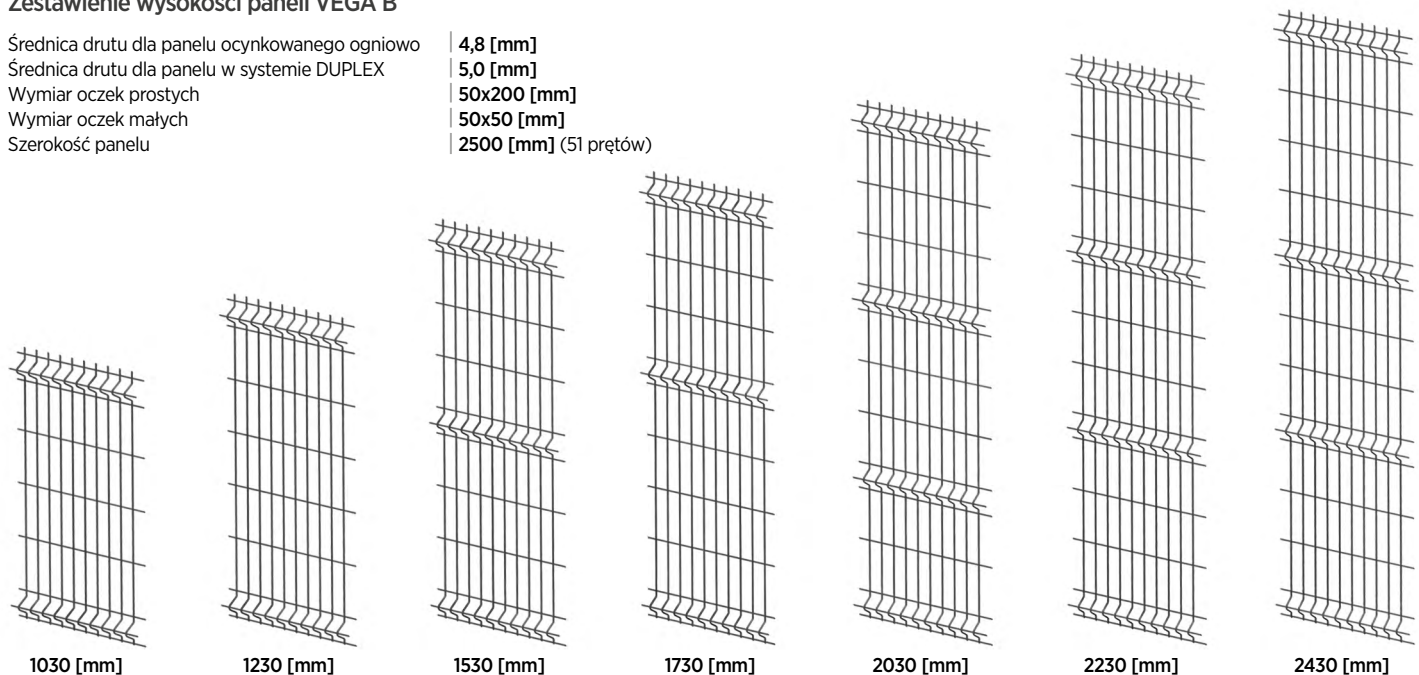 Zestawienie wysokości paneli VEGA B
Średnica drutu dla panelu ocynkowanego ogniowo | 4,8 [mm]
Średnica drutu dla panelu w systemie DUPLEX | 5,0 [mm]
Wymiar oczek prostych | 50x200 [mm]
Wymiar oczek małych | 50x50 [mm]
Szerokość panelu | 2500 [mm] (51 prętów)
1030 [mm] 1230 [mm] 1530 [mm] 1730 [mm] 2030 [mm] 2230 [mm] 2430 [mm]